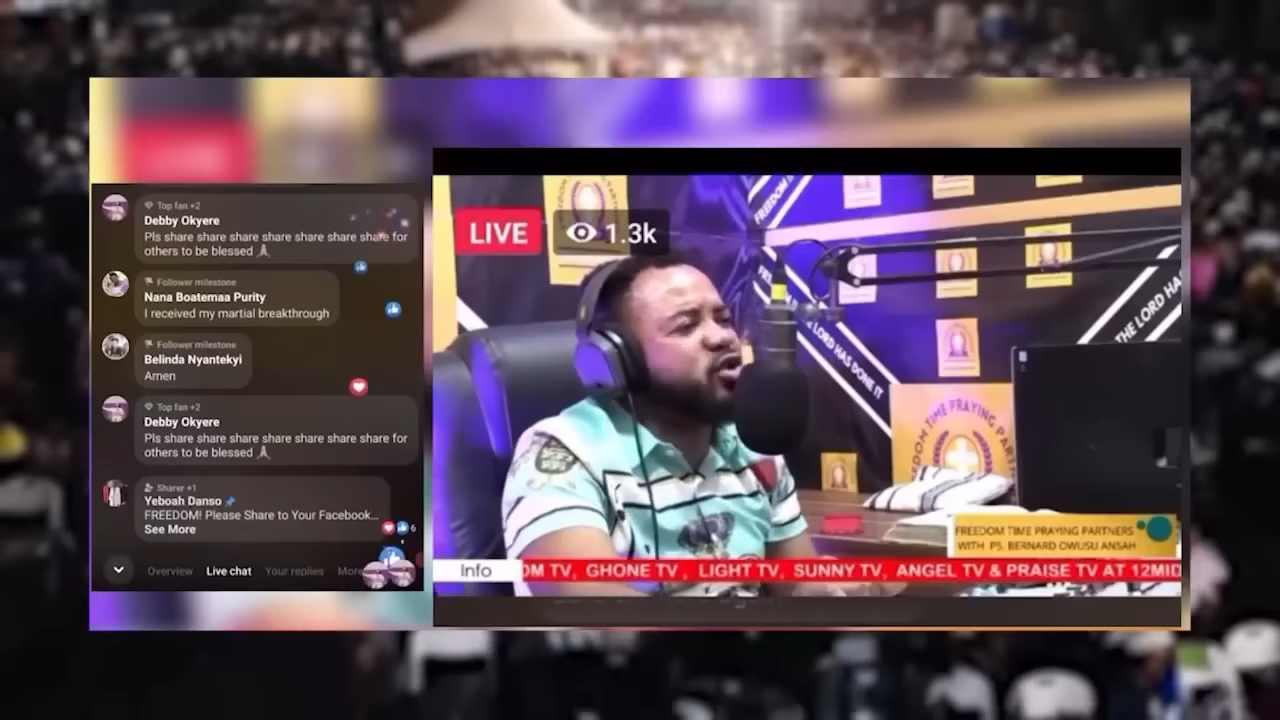 Top fan +2
Debby Okyere
Pls share share share share share share share for
others to be blessed 🙏
Follower milestone
Nana Boatemaa Purity
I received my martial breakthrough
Follower milestone
Belinda Nyantekyi
Amen
Top fan +2
Debby Okyere
Pls share share share share share share share for
others to be blessed 🙏
Sharer +1
Yeboah Danso
FREEDOM! Please Share to Your Facebook...
See More
6
Overview Live chat Your replies More
LIVE 1.3k
FREEDOM
LORD HAS DONE IT
THE LORD HA
TIME PRAYING
FREEDOM TIME PRAYING PARTNERS
WITH PS. BERNARD OWUSU ANSAH
Info
OM TV, GHONE TV, LIGHT TV, SUNNY TV, ANGEL TV & PRAISE TV AT 12MID